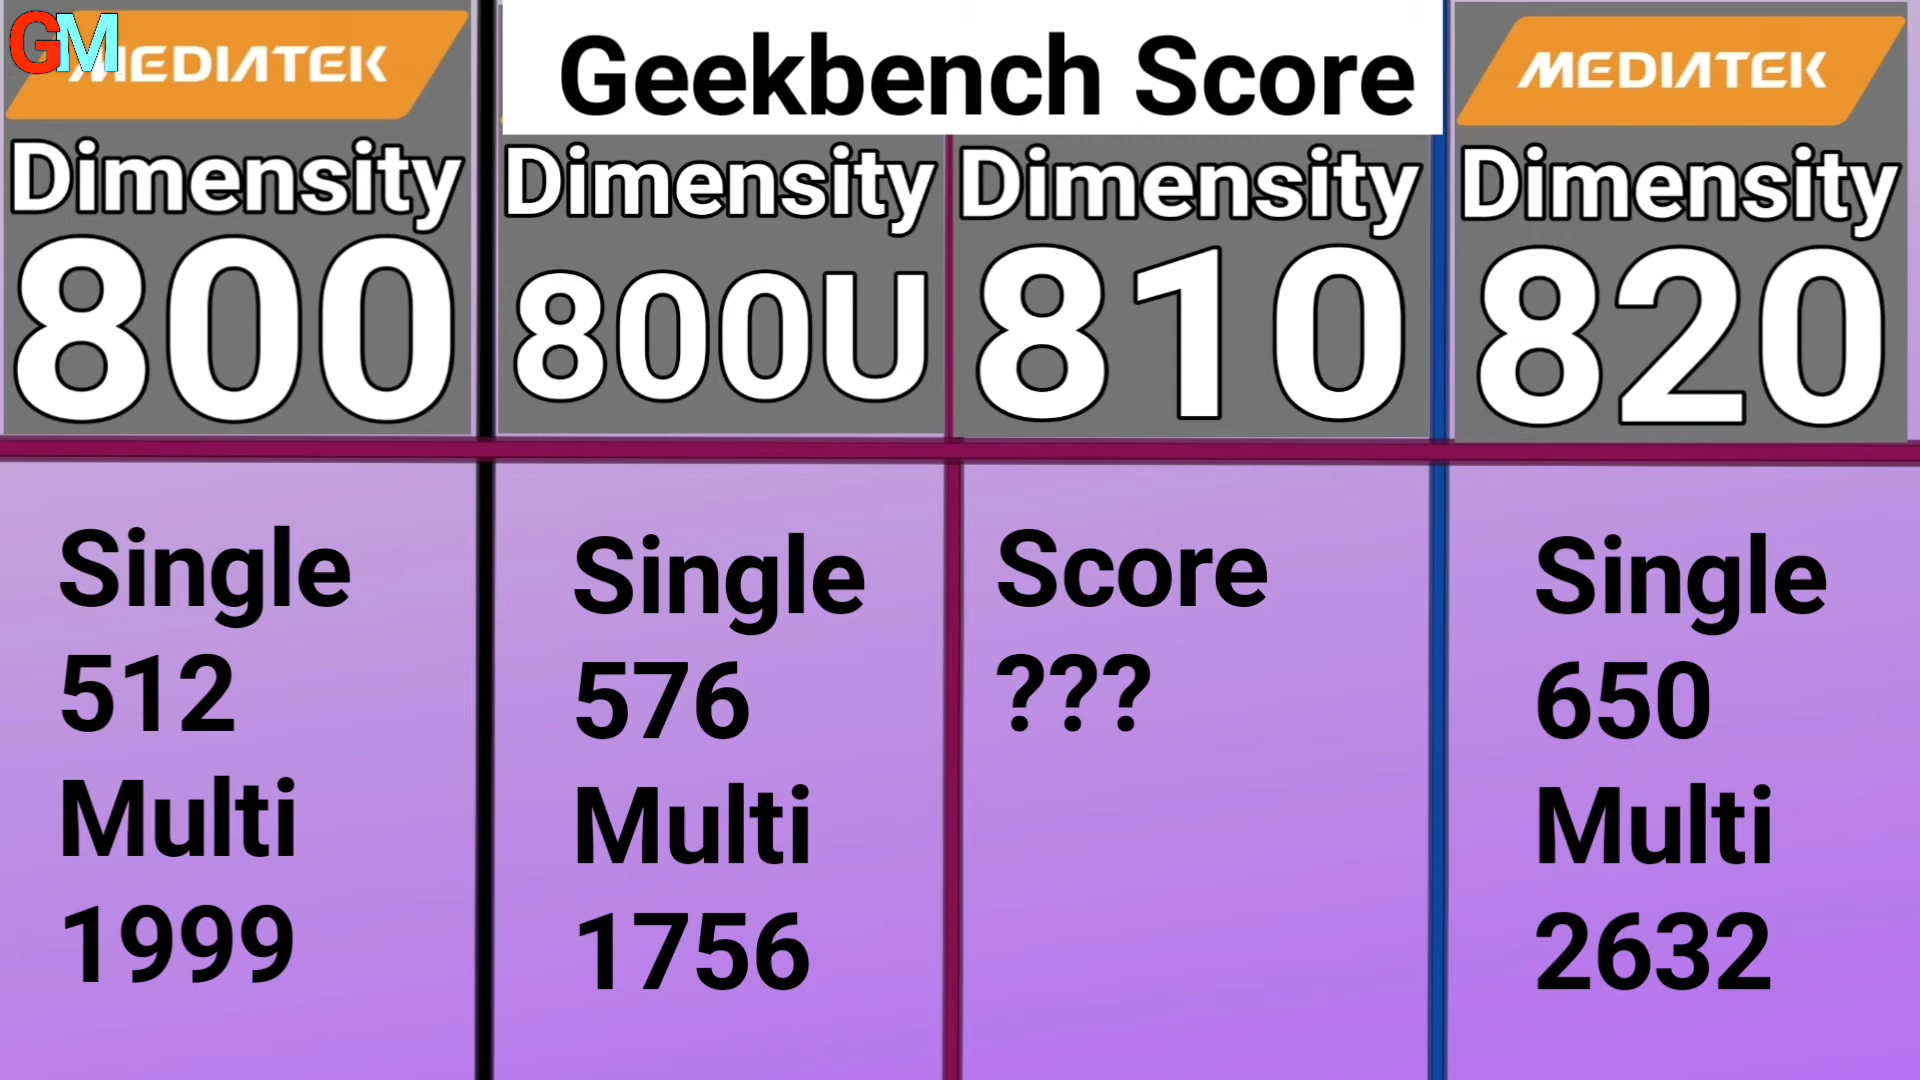 GM
MEDIATEK
Geekbench Score
MEDIATEK
Dimensity
800
Dimensity
800U
Dimensity
810
Dimensity
820
Single
512
Multi
1999
Single
576
Multi
1756
Score
???
Single
650
Multi
2632